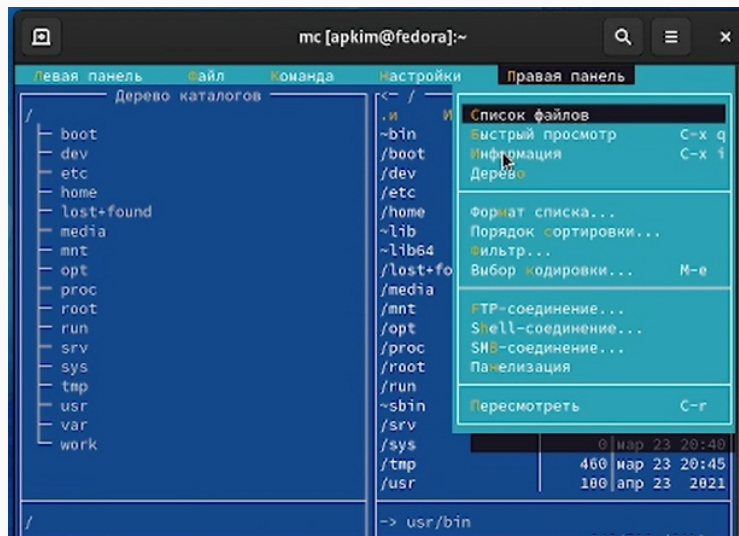 mc [apkim@fedora]:~
Левая панель Файл Команда Настройки Правая панель
Дерево каталогов
/
boot
dev
etc
home
lost+found
media
mnt
opt
proc
root
run
srv
sys
tmp
usr
var
work
/
<- /
.и И
~bin
/boot
/dev
/etc
/home
~lib
~lib64
/lost+fo
/media
/mnt
/opt
/proc
/root
/run
~sbin
/srv
/sys 0 мар 23 20:40
/tmp 460 мар 23 20:45
/usr 100 апр 23 2021
-> usr/bin
Список файлов
Быстрый просмотр C-x q
Информация C-x i
Дерево
Формат списка...
Порядок сортировки...
Фильтр...
Выбор кодировки... M-e
FTP-соединение...
Shell-соединение...
SMB-соединение...
Панелизация
Пересмотреть C-r